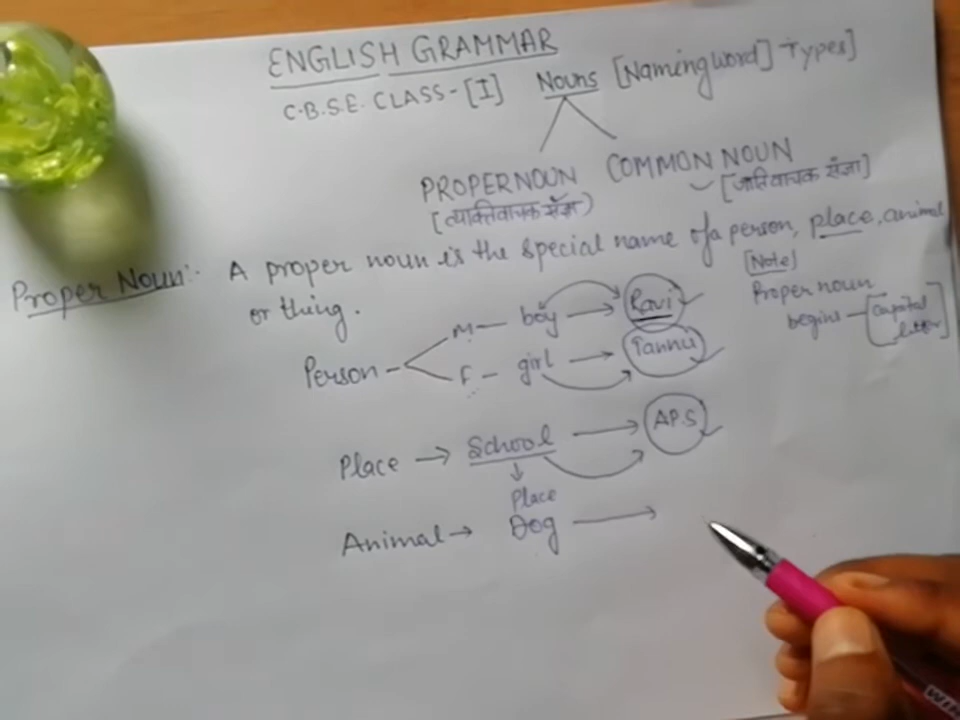 ENGLISH GRAMMAR
C.B.S.E. CLASS-[I] Nouns [Naming word] Types]
PROPER NOUN COMMON NOUN
[व्यक्तिवाचक संज्ञा) [जातिवाचक संज्ञा]
Proper Noun:- A proper noun is the special name of a person, place, animal
or thing.
[Note]
Proper noun
begins - [Capital
letter]
Person - M - boy → Ravi
F - girl → Tannu
Place → School → A.P.S
↓
Place
Animal → Dog →